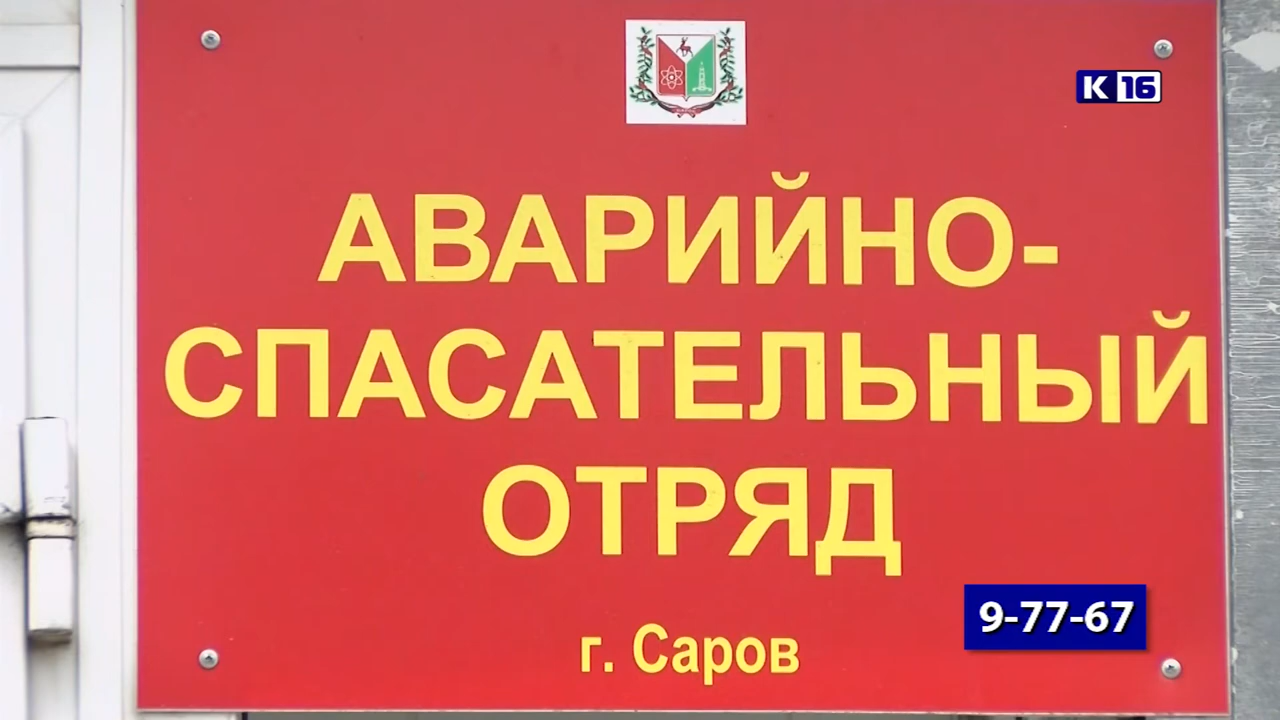 К 16
АВАРИЙНО-
СПАСАТЕЛЬНЫЙ
ОТРЯД
9-77-67
г. Саров